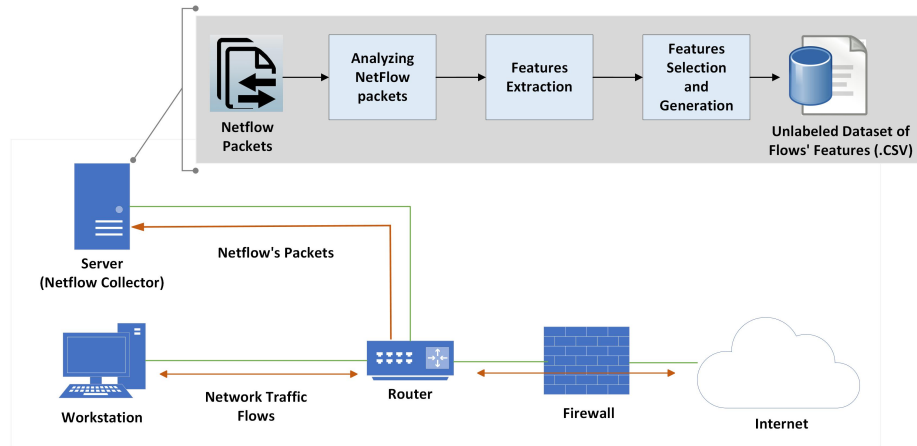 Netflow
Packets
Analyzing
NetFlow
packets
Features
Extraction
Features
Selection
and
Generation
Unlabeled Dataset of
Flows' Features (.CSV)
Netflow's Packets
Server
(Netflow Collector)
Network Traffic
Flows
Workstation
Router
Firewall
Internet